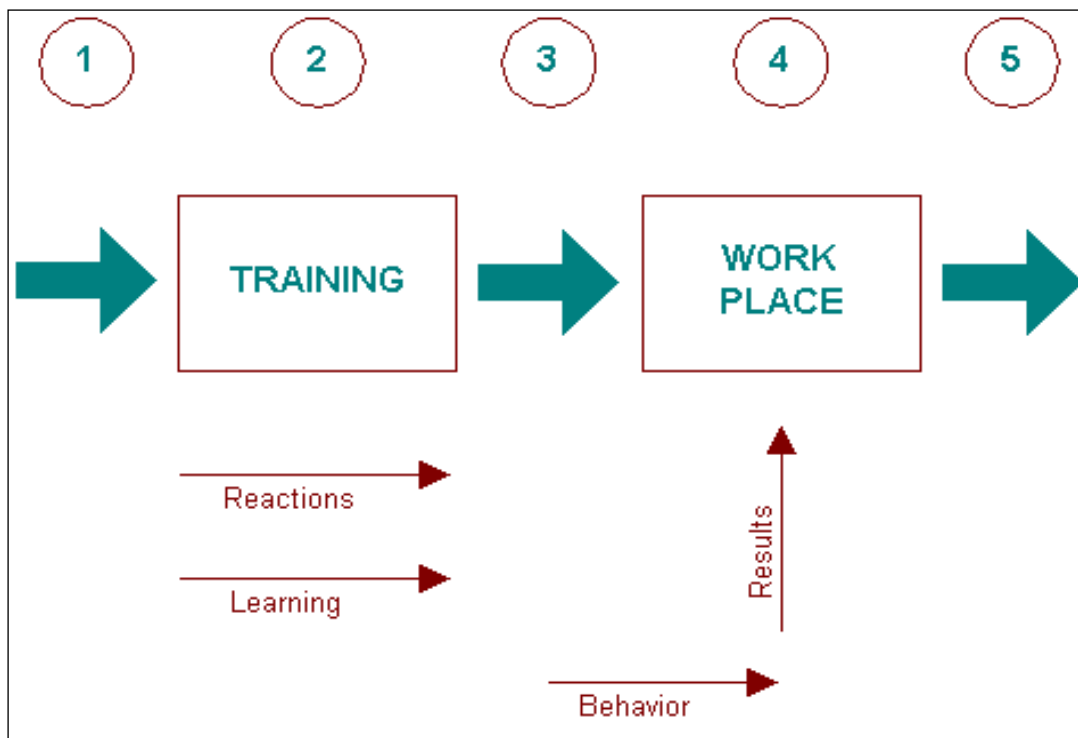 1 2 3 4 5
TRAINING
WORK
PLACE
Reactions
Learning
Results
Behavior